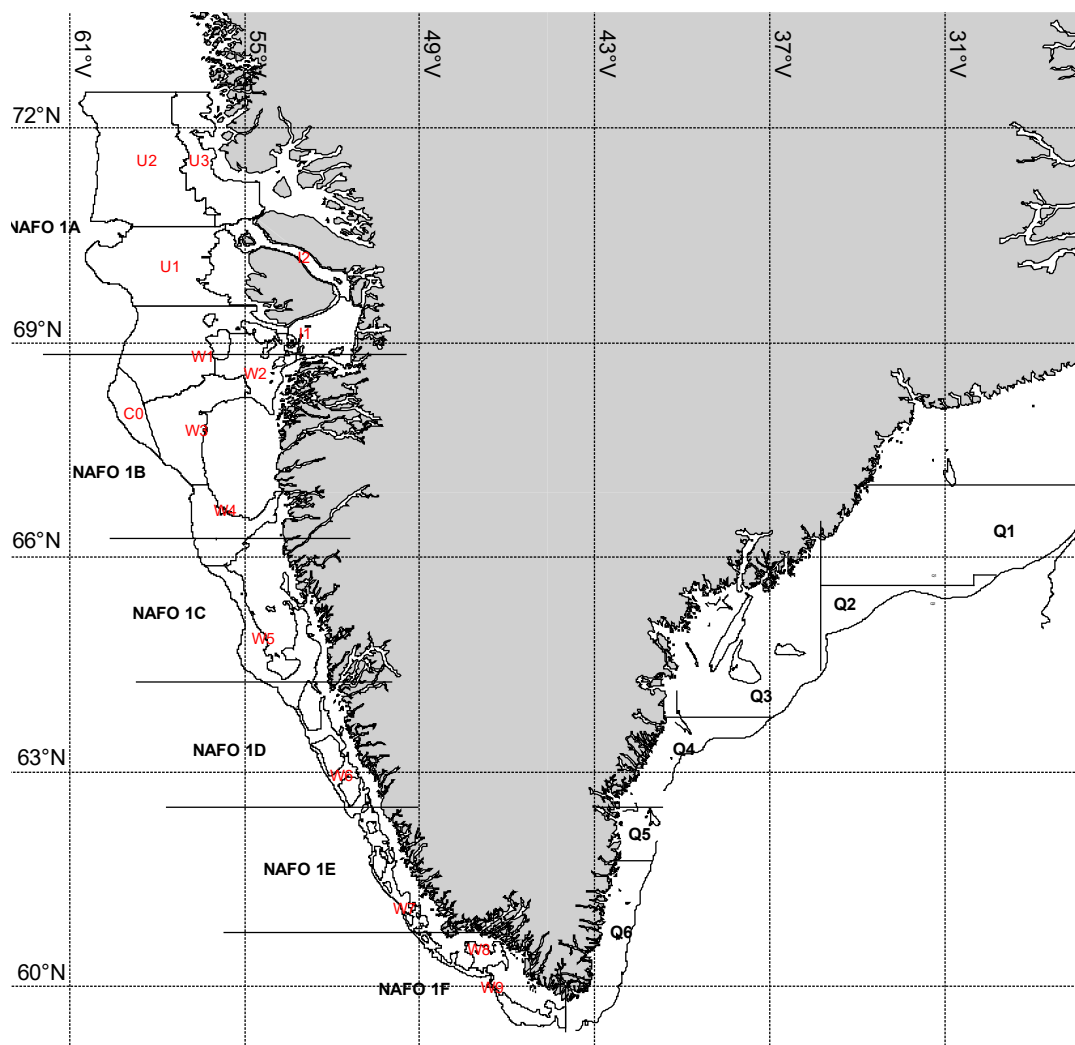 61°V
55°V
49°V
43°V
37°V
31°V
72°N
U2
U3
NAFO 1A
U1
I2
69°N
I1
W1
W2
C0
W3
NAFO 1B
W4
66°N
Q1
NAFO 1C
Q2
W5
Q3
NAFO 1D
Q4
63°N
W6
Q5
NAFO 1E
W7
Q6
W8
60°N
NAFO 1F
W9